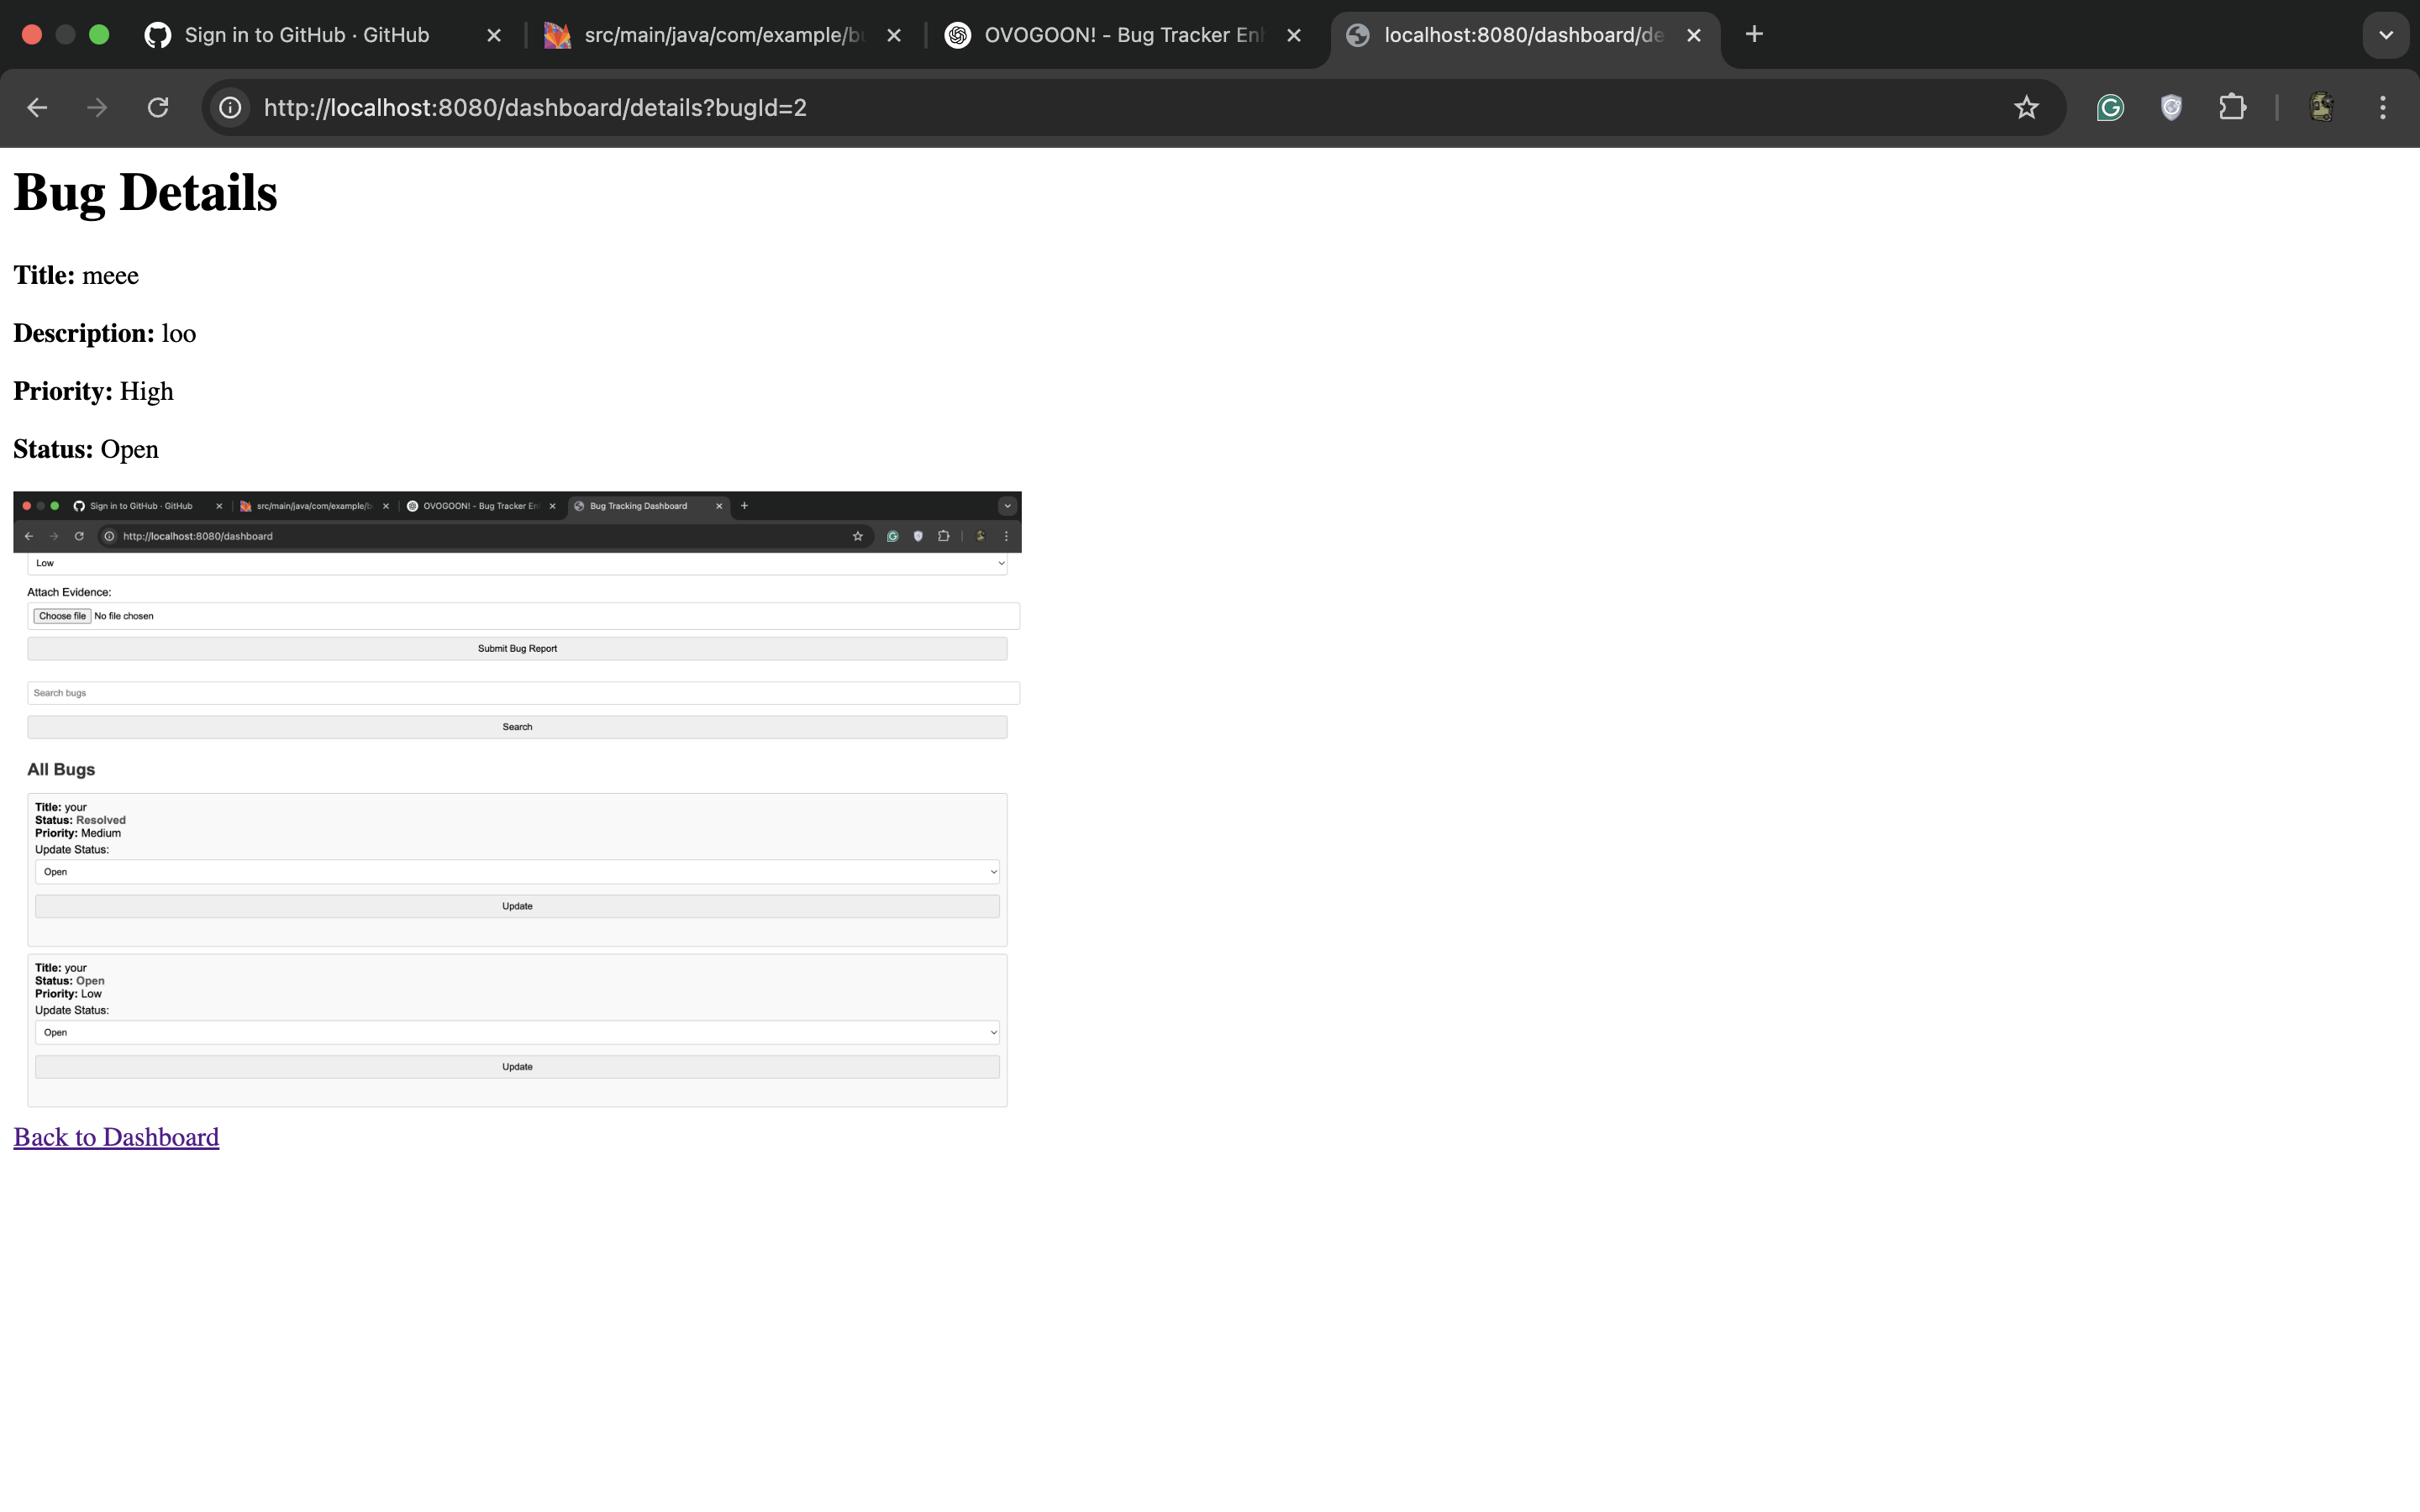 Sign in to GitHub · GitHub
src/main/java/com/example/bu
OVOGOON! - Bug Tracker Enh
localhost:8080/dashboard/de
http://localhost:8080/dashboard/details?bugId=2
Bug Details
Title: meee
Description: loo
Priority: High
Status: Open
Sign in to GitHub · GitHub
src/main/java/com/example/b
OVOGOON! - Bug Tracker En
Bug Tracking Dashboard
http://localhost:8080/dashboard
Low
Attach Evidence:
Choose file No file chosen
Submit Bug Report
Search bugs
Search
All Bugs
Title: your
Status: Resolved
Priority: Medium
Update Status:
Open
Update
Title: your
Status: Open
Priority: Low
Update Status:
Open
Update
Back to Dashboard